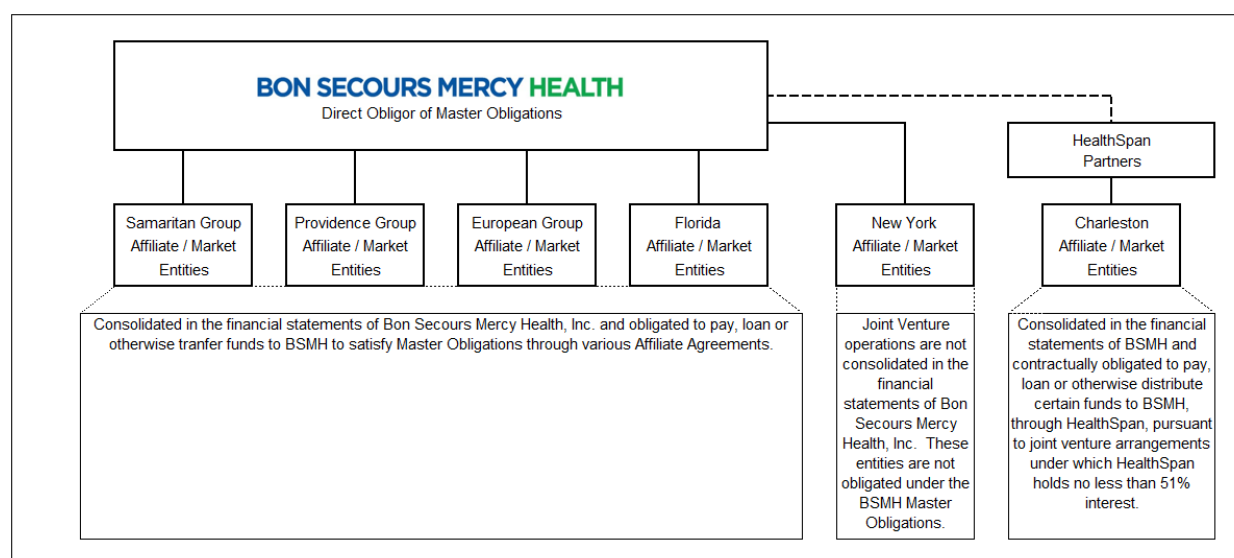 BON SECOURS MERCY HEALTH
Direct Obligor of Master Obligations
HealthSpan
Partners
Samaritan Group
Affiliate / Market
Entities
Providence Group
Affiliate / Market
Entities
European Group
Affiliate / Market
Entities
Florida
Affiliate / Market
Entities
New York
Affiliate / Market
Entities
Charleston
Affiliate / Market
Entities
Consolidated in the financial statements of Bon Secours Mercy Health, Inc. and obligated to pay, loan or
otherwise tranfer funds to BSMH to satisfy Master Obligations through various Affiliate Agreements.
Joint Venture
operations are not
consolidated in the
financial
statements of Bon
Secours Mercy
Health, Inc. These
entities are not
obligated under the
BSMH Master
Obligations.
Consolidated in the financial
statements of BSMH and
contractually obligated to pay,
loan or otherwise distribute
certain funds to BSMH,
through HealthSpan, pursuant
to joint venture arrangements
under which HealthSpan
holds no less than 51%
interest.